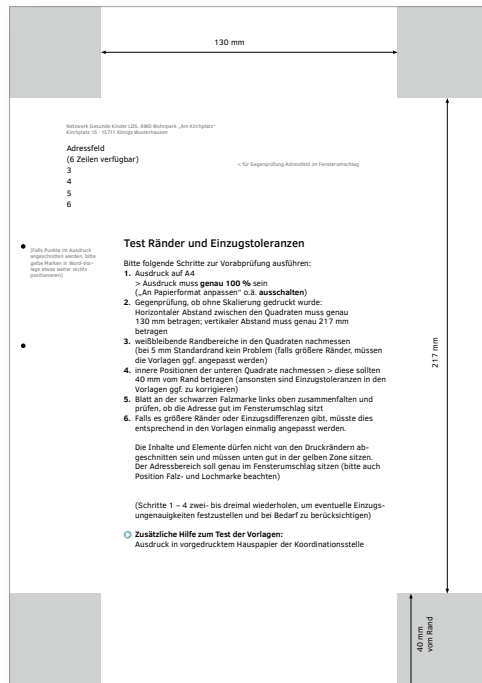 130 mm
Netzwerk Gesunde Kinder LDS, AWO Wohnpark „Am Kirchplatz“
Kirchplatz 15 · 15711 Königs Wusterhausen
Adressfeld
(6 Zeilen verfügbar)
3
4
5
6
< für Gegenprüfung Adressfeld im Fensterumschlag
(Falls Punkte im Ausdruck
angeschnitten werden, bitte
gelbe Marken in Word-Vor-
lage etwas weiter rechts
positionieren)
Test Ränder und Einzugstoleranzen
Bitte folgende Schritte zur Vorabprüfung ausführen:
1. Ausdruck auf A4
> Ausdruck muss genau 100 % sein
(„An Papierformat anpassen“ o.ä. ausschalten)
2. Gegenprüfung, ob ohne Skalierung gedruckt wurde:
Horizontaler Abstand zwischen den Quadraten muss genau
130 mm betragen; vertikaler Abstand muss genau 217 mm
betragen
3. weißbleibende Randbereiche in den Quadraten nachmessen
(bei 5 mm Standardrand kein Problem (falls größere Ränder, müssen
die Vorlagen ggf. angepasst werden)
4. innere Positionen der unteren Quadrate nachmessen > diese sollten
40 mm vom Rand betragen (ansonsten sind Einzugstoleranzen in den
Vorlagen ggf. zu korrigieren)
5. Blatt an der schwarzen Falzmarke links oben zusammenfalten und
prüfen, ob die Adresse gut im Fensterumschlag sitzt
6. Falls es größere Ränder oder Einzugsdifferenzen gibt, müsste dies
entsprechend in den Vorlagen einmalig angepasst werden.
Die Inhalte und Elemente dürfen nicht von den Druckrändern ab-
geschnitten sein und müssen unten gut in der gelben Zone sitzen.
Der Adressbereich soll genau im Fensterumschlag sitzen (bitte auch
Position Falz- und Lochmarke beachten)
(Schritte 1 – 4 zwei- bis dreimal wiederholen, um eventuelle Einzugs-
ungenauigkeiten festzustellen und bei Bedarf zu berücksichtigen)
Zusätzliche Hilfe zum Test der Vorlagen:
Ausdruck in vorgedrucktem Hauspapier der Koordinationsstelle
217 mm
40 mm
vom Rand